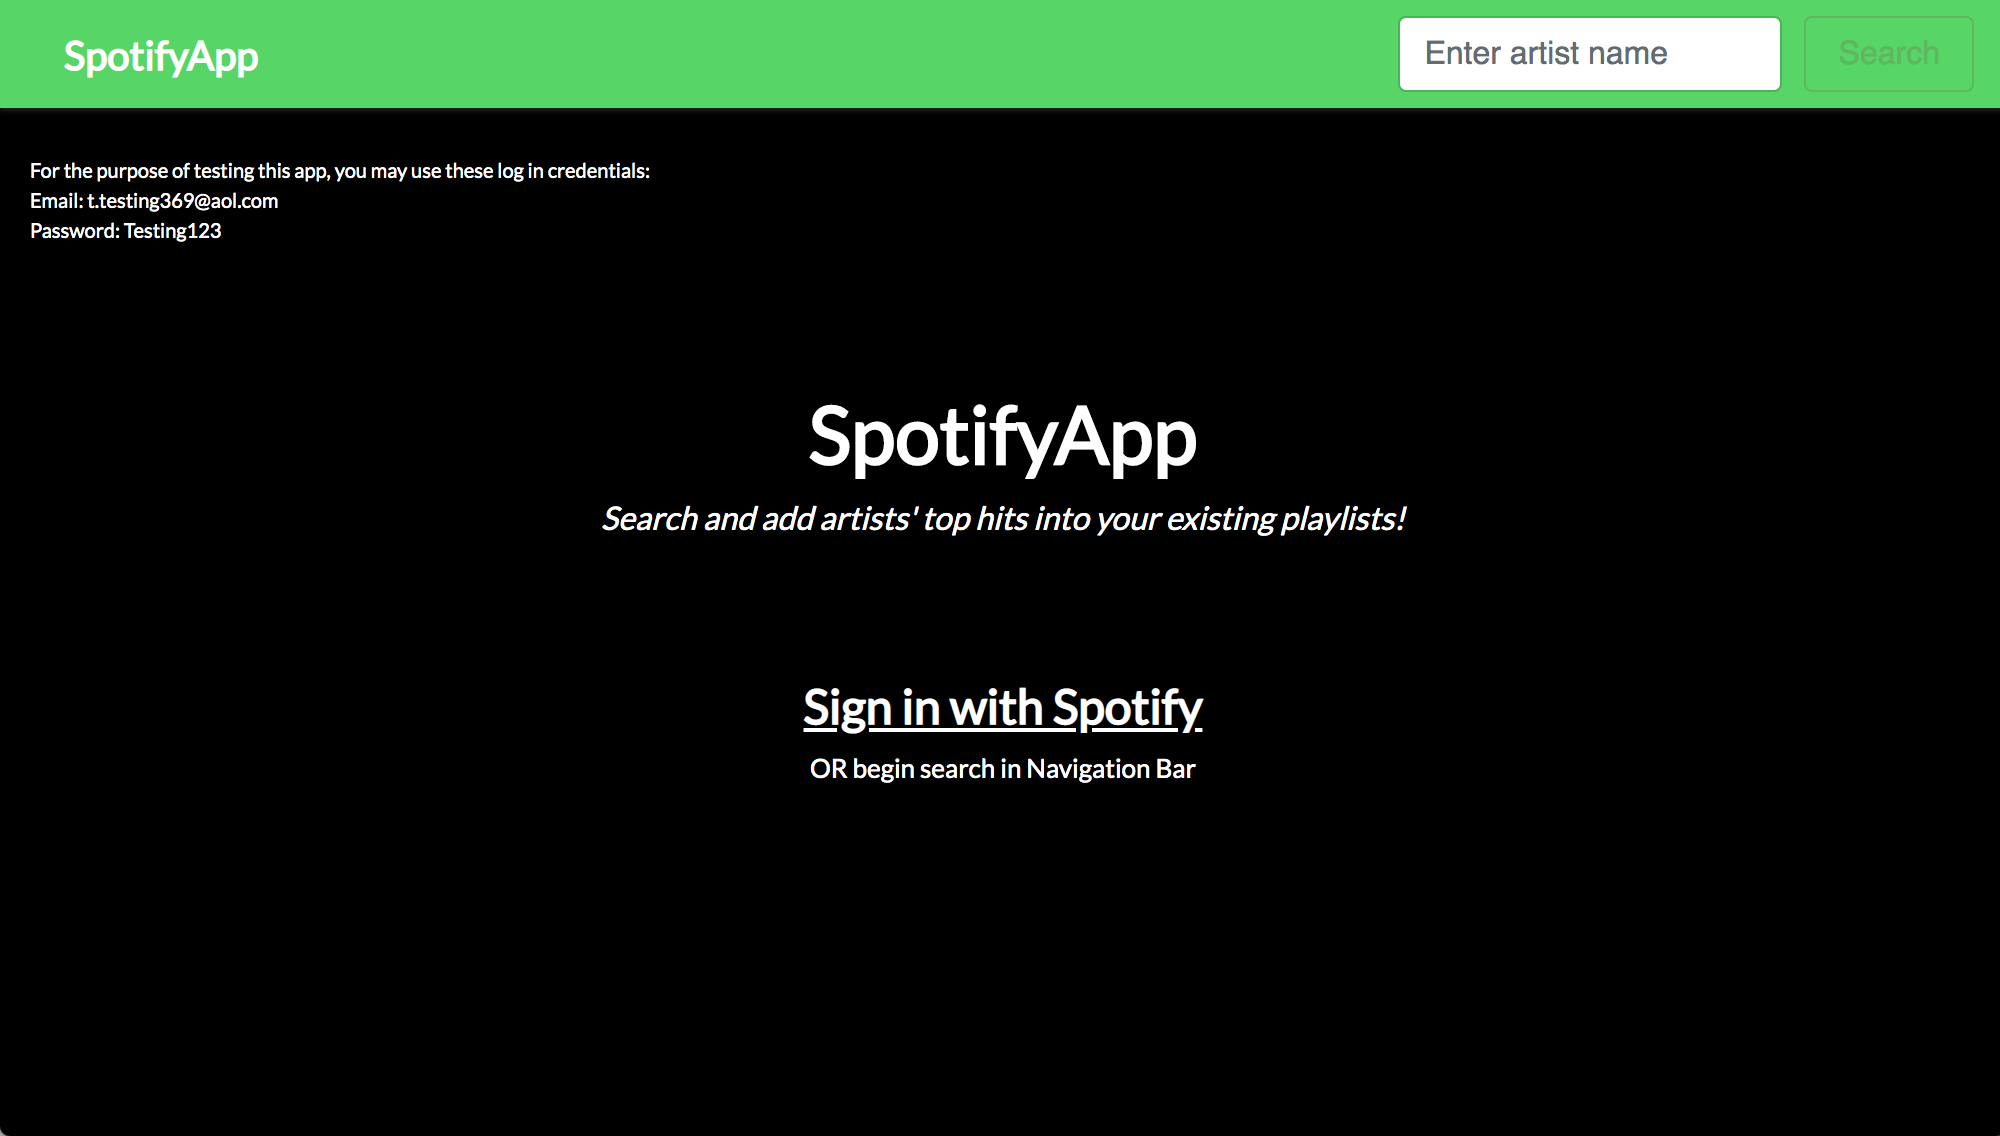 SpotifyApp
Enter artist name
Search
For the purpose of testing this app, you may use these log in credentials:
Email: t.testing369@aol.com
Password: Testing123
SpotifyApp
Search and add artists' top hits into your existing playlists!
Sign in with Spotify
OR begin search in Navigation Bar